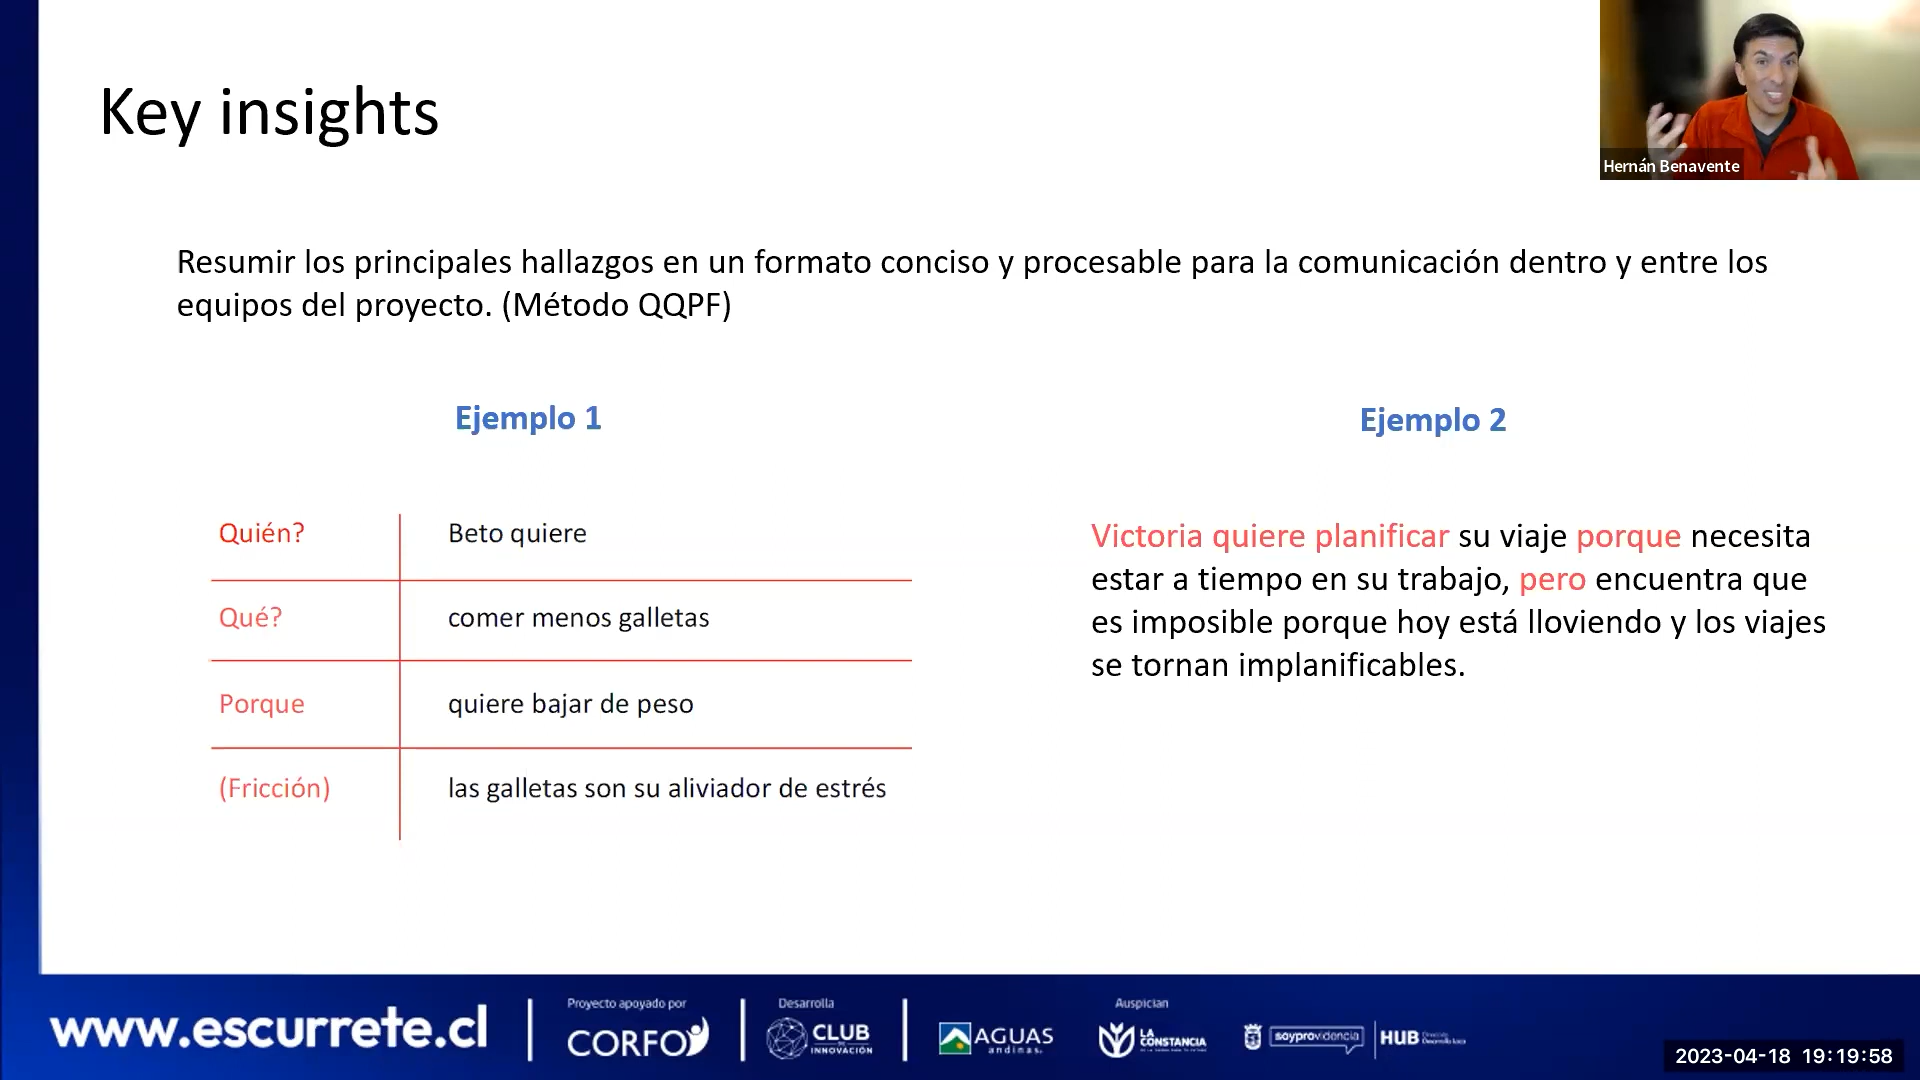 Key insights
Hernán Benavente
Resumir los principales hallazgos en un formato conciso y procesable para la comunicación dentro y entre los
equipos del proyecto. (Método QQPF)
Ejemplo 1
Quién? Beto quiere
Qué? comer menos galletas
Porque quiere bajar de peso
(Fricción) las galletas son su aliviador de estrés
Ejemplo 2
Victoria quiere planificar su viaje porque necesita
estar a tiempo en su trabajo, pero encuentra que
es imposible porque hoy está lloviendo y los viajes
se tornan implanificables.
www.escurrete.cl
Proyecto apoyado por
CORFO
Desarrolla
CLUB
DE
INNOVACIÓN
AGUAS
andinas.
Auspician
LA
CONSTANCIA
soyprovidencia
HUB
2023-04-18 19:19:58